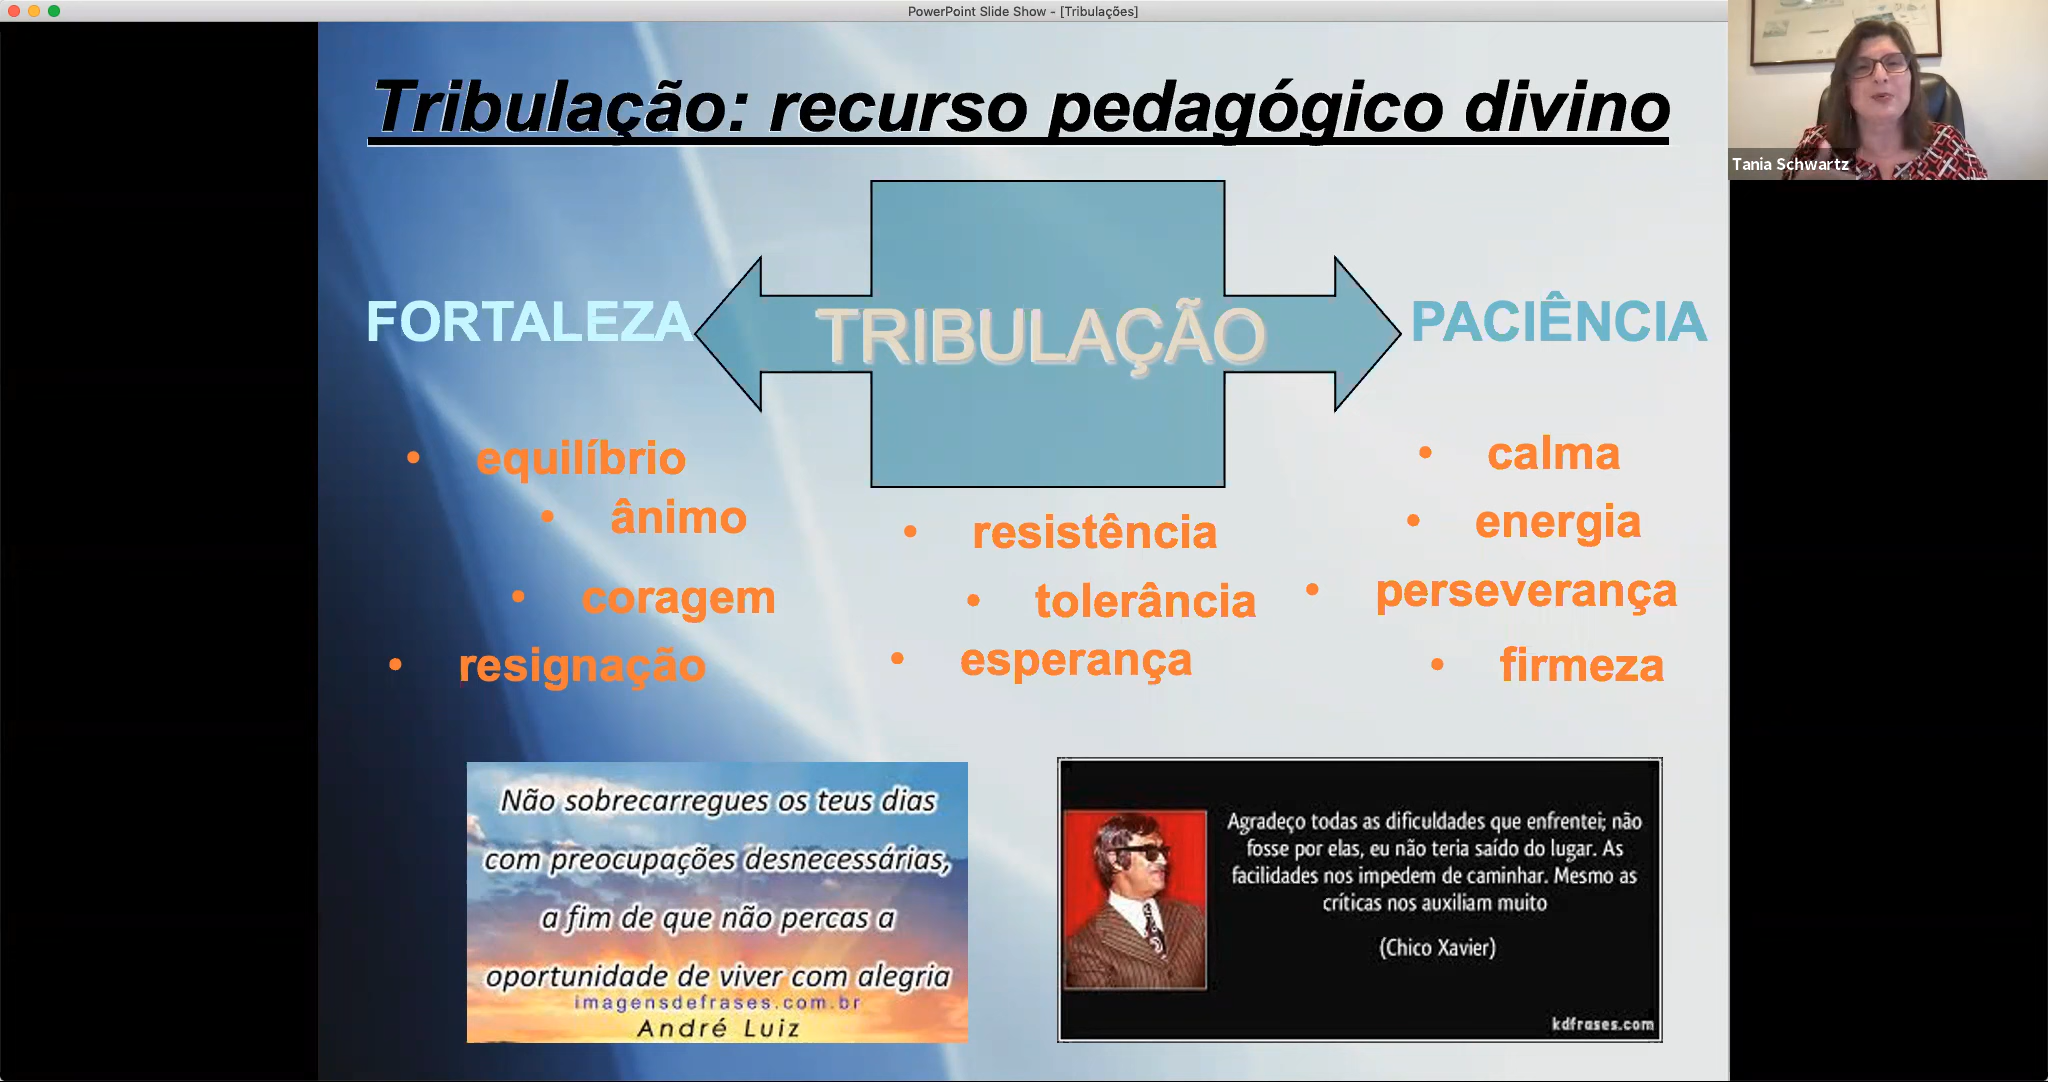 PowerPoint Slide Show - [Tribulações]
Tania Schwartz
Tribulação: recurso pedagógico divino
FORTALEZA
TRIBULAÇÃO
PACIÊNCIA
• equilíbrio
• ânimo
• coragem
• resignação
• resistência
• tolerância
• esperança
• calma
• energia
• perseverança
• firmeza
Não sobrecarregues os teus dias
com preocupações desnecessárias,
a fim de que não percas a
oportunidade de viver com alegria
imagensdefrases.com.br
André Luiz
Agradeço todas as dificuldades que enfrentei; não
fosse por elas, eu não teria saído do lugar. As
facilidades nos impedem de caminhar. Mesmo as
críticas nos auxiliam muito
(Chico Xavier)
kdfrases.com